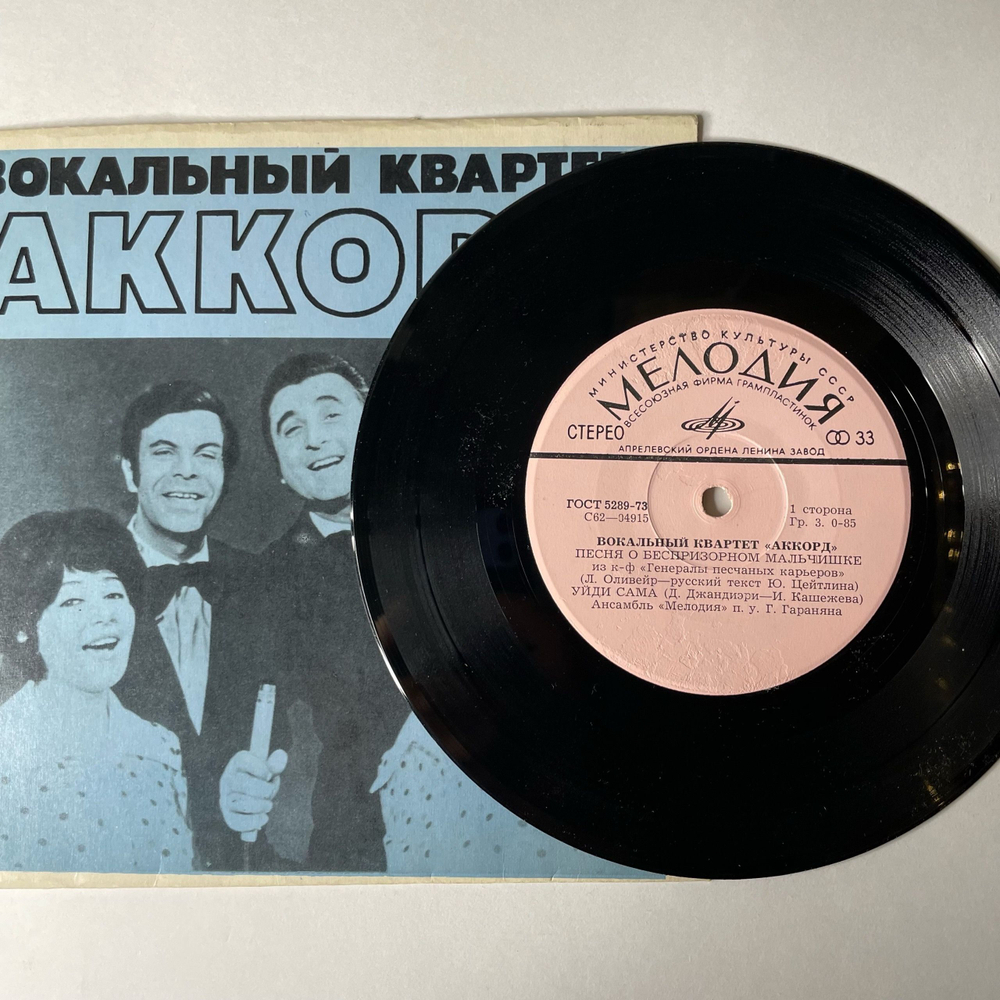 ВОКАЛЬНЫЙ КВАРТЕ
АККОР
МИНИСТЕРСТВО КУЛЬТУРЫ СССР
МЕЛОДИЯ
ВСЕСОЮЗНАЯ ФИРМА ГРАМПЛАСТИНОК
СТЕРЕО
33
АПРЕЛЕВСКИЙ ОРДЕНА ЛЕНИНА ЗАВОД
ГОСТ 5289-73 1 сторона
С62—04915 Гр. 3. 0-85
ВОКАЛЬНЫЙ КВАРТЕТ «АККОРД»
ПЕСНЯ О БЕСПРИЗОРНОМ МАЛЬЧИШКЕ
из к-ф «Генералы песчаных карьеров»
(Л. Оливейр—русский текст Ю. Цейтлина)
УЙДИ САМА (Д. Джандиэри—И. Кашежева)
Ансамбль «Мелодия» п. у. Г. Гараняна